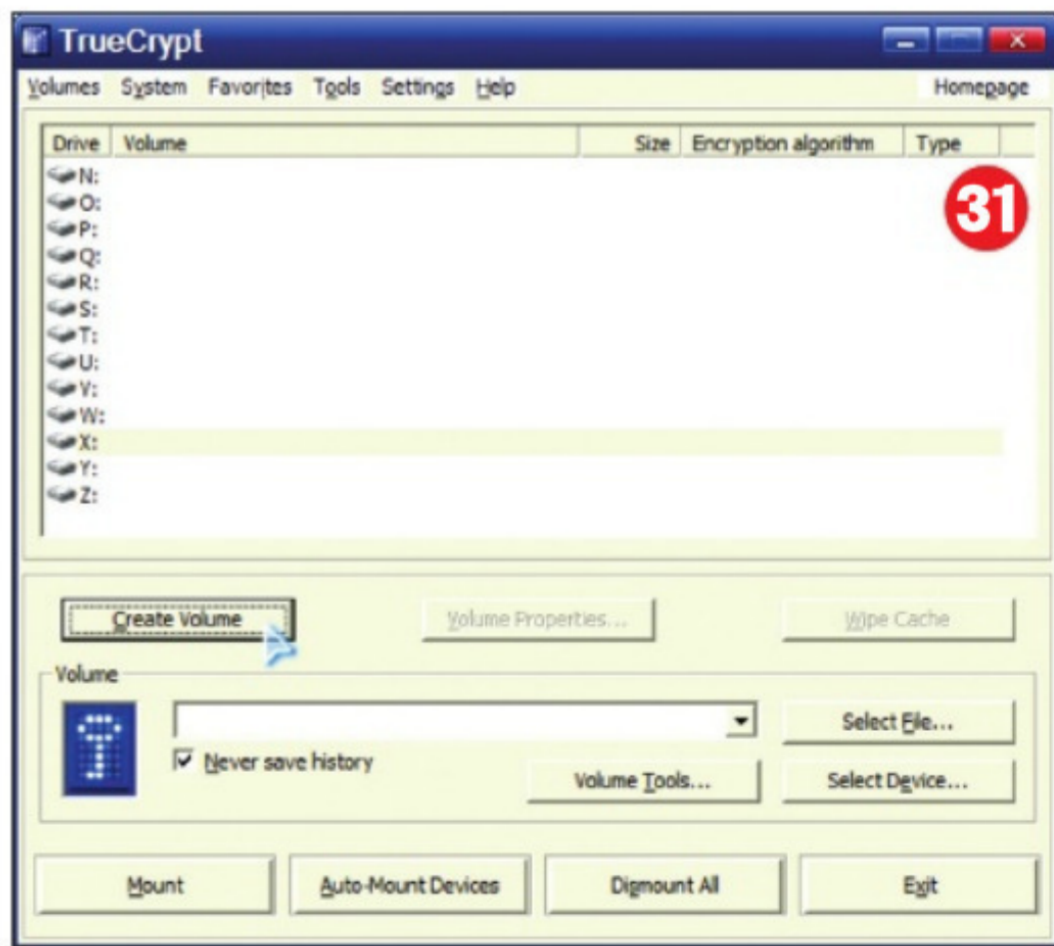 TrueCrypt
Volumes System Favorites Tools Settings Help Homepage
Drive Volume Size Encryption algorithm Type
N:
31
O:
P:
Q:
R:
S:
T:
U:
V:
W:
X:
Y:
Z:
Create Volume Volume Properties... Wipe Cache
Volume
Select File...
Never save history
Volume Tools... Select Device...
Mount Auto-Mount Devices Dismount All Exit